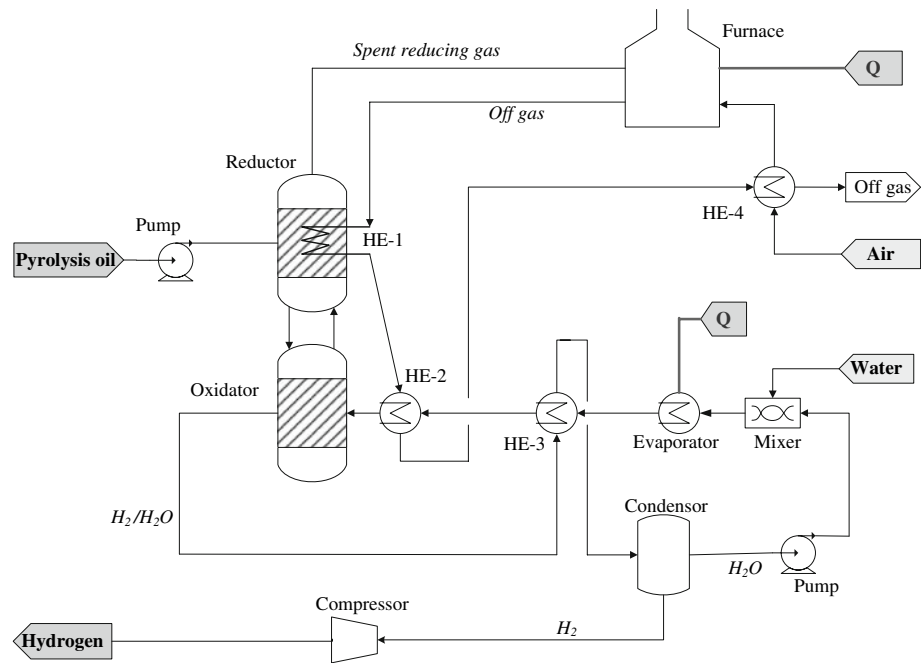 Furnace
Spent reducing gas
Q
Off gas
Reductor
Pump
HE-1
HE-4
Off gas
Pyrolysis oil
Air
Q
Oxidator
HE-2
Water
HE-3
Evaporator
Mixer
H2/H2O
Condensor
H2O
Pump
Compressor
H2
Hydrogen